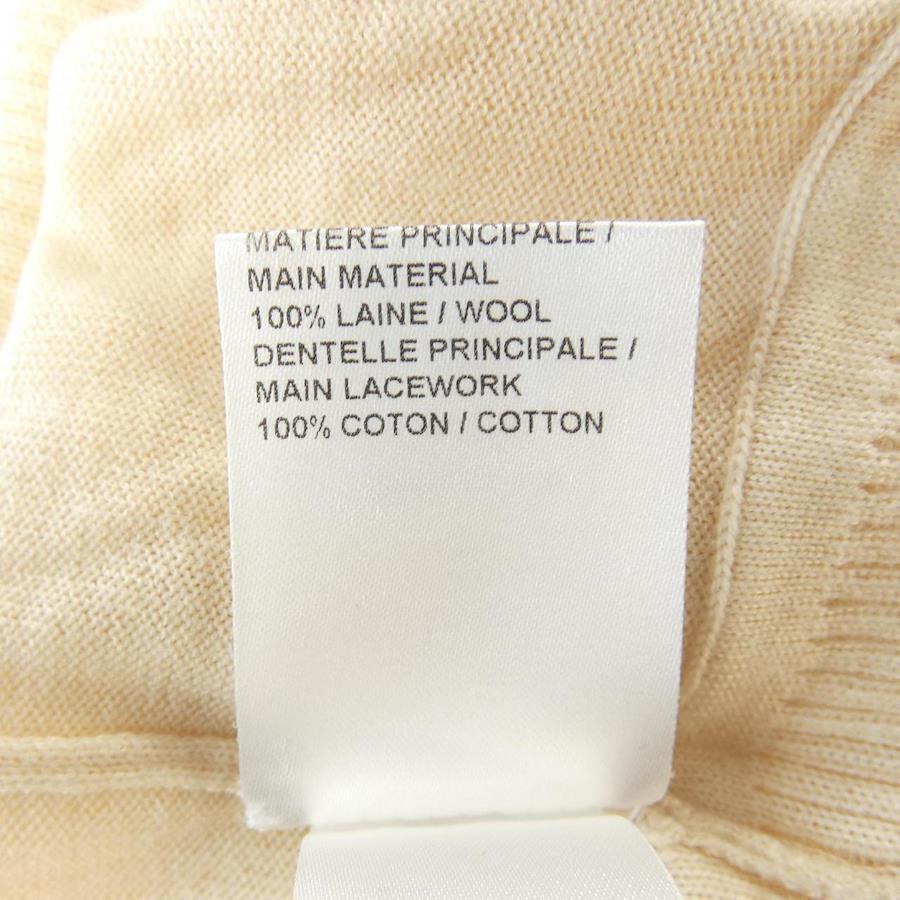 MATIERE PRINCIPALE /
MAIN MATERIAL
100% LAINE / WOOL
DENTELLE PRINCIPALE /
MAIN LACEWORK
100% COTON / COTTON